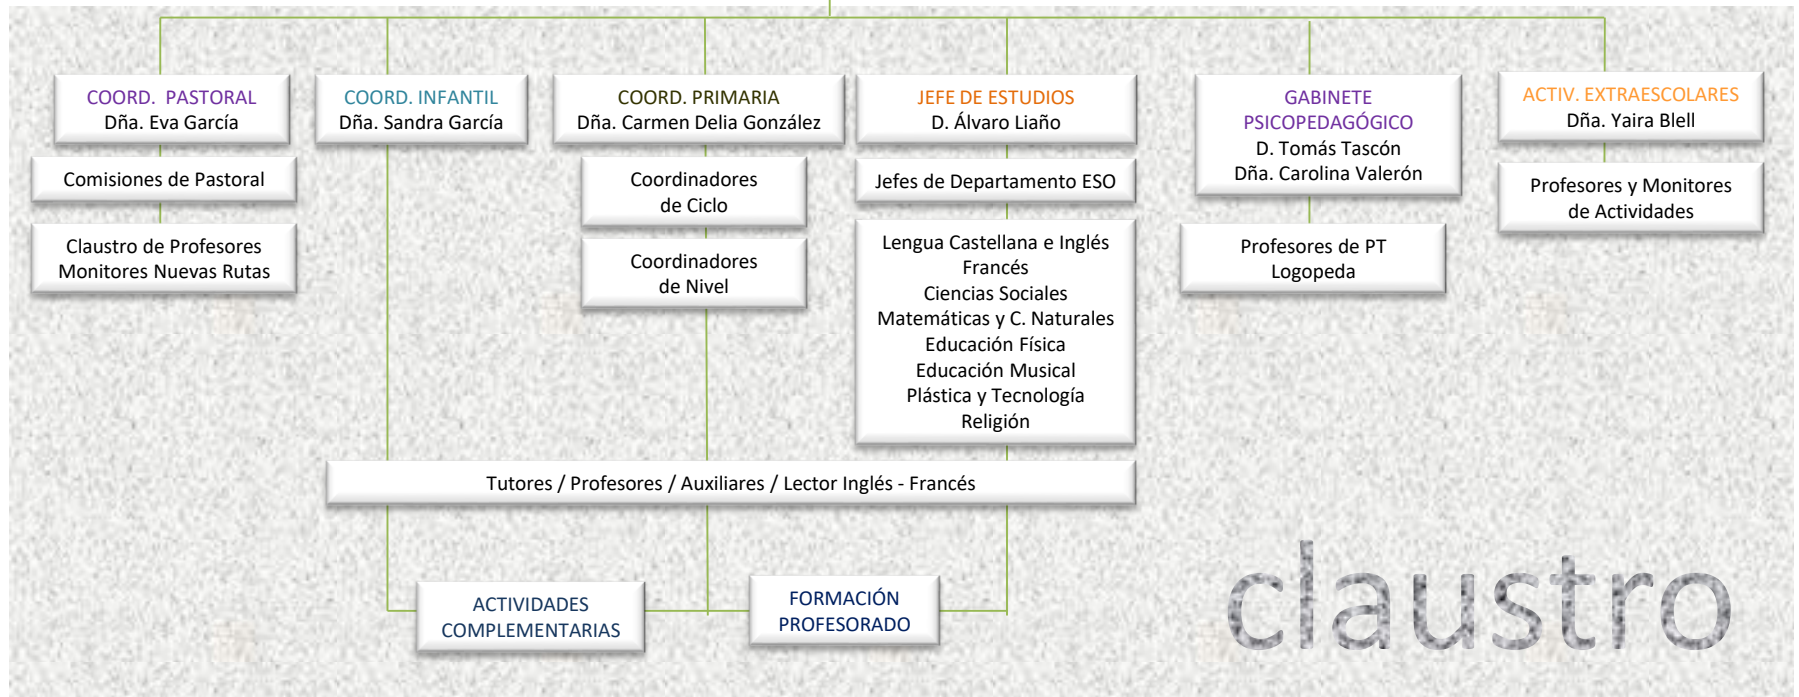 COORD. PASTORAL
Dña. Eva García
Comisiones de Pastoral
Claustro de Profesores
Monitores Nuevas Rutas
COORD. INFANTIL
Dña. Sandra García
COORD. PRIMARIA
Dña. Carmen Delia González
Coordinadores
de Ciclo
Coordinadores
de Nivel
JEFE DE ESTUDIOS
D. Álvaro Liaño
Jefes de Departamento ESO
Lengua Castellana e Inglés
Francés
Ciencias Sociales
Matemáticas y C. Naturales
Educación Física
Educación Musical
Plástica y Tecnología
Religión
GABINETE
PSICOPEDAGÓGICO
D. Tomás Tascón
Dña. Carolina Valerón
Profesores de PT
Logopeda
ACTIV. EXTRAESCOLARES
Dña. Yaira Blell
Profesores y Monitores
de Actividades
Tutores / Profesores / Auxiliares / Lector Inglés - Francés
ACTIVIDADES
COMPLEMENTARIAS
FORMACIÓN
PROFESORADO
claustro